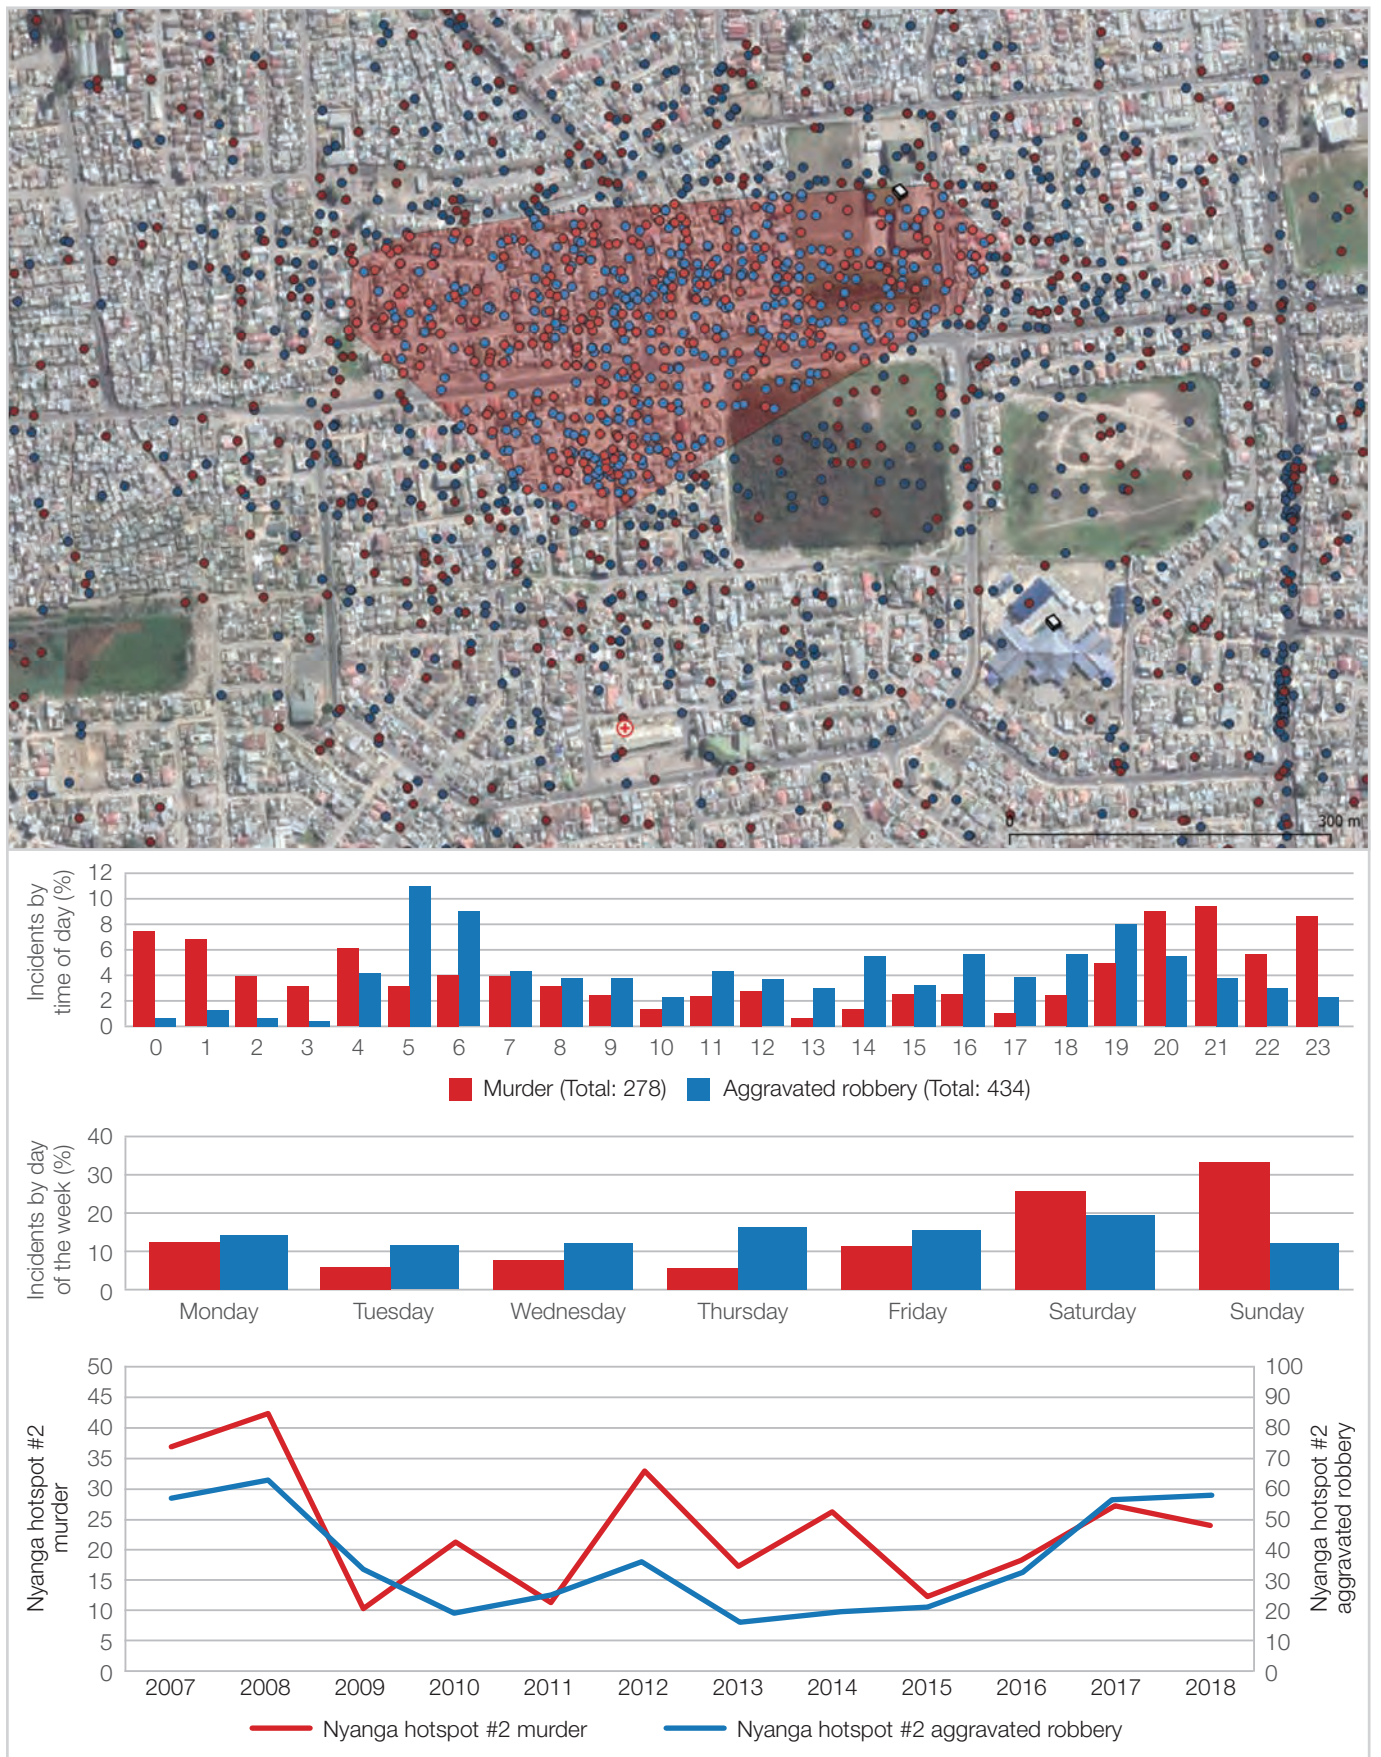 0 300 m
Incidents by
time of day (%)
12
10
8
6
4
2
0
0 1 2 3 4 5 6 7 8 9 10 11 12 13 14 15 16 17 18 19 20 21 22 23
Murder (Total: 278) Aggravated robbery (Total: 434)
Incidents by day
of the week (%)
40
30
20
10
0
Monday Tuesday Wednesday Thursday Friday Saturday Sunday
Nyanga hotspot #2
murder
50
45
40
35
30
25
20
15
10
5
0
100
90
80
70
60
50
40
30
20
10
0
Nyanga hotspot #2
aggravated robbery
2007 2008 2009 2010 2011 2012 2013 2014 2015 2016 2017 2018
Nyanga hotspot #2 murder Nyanga hotspot #2 aggravated robbery